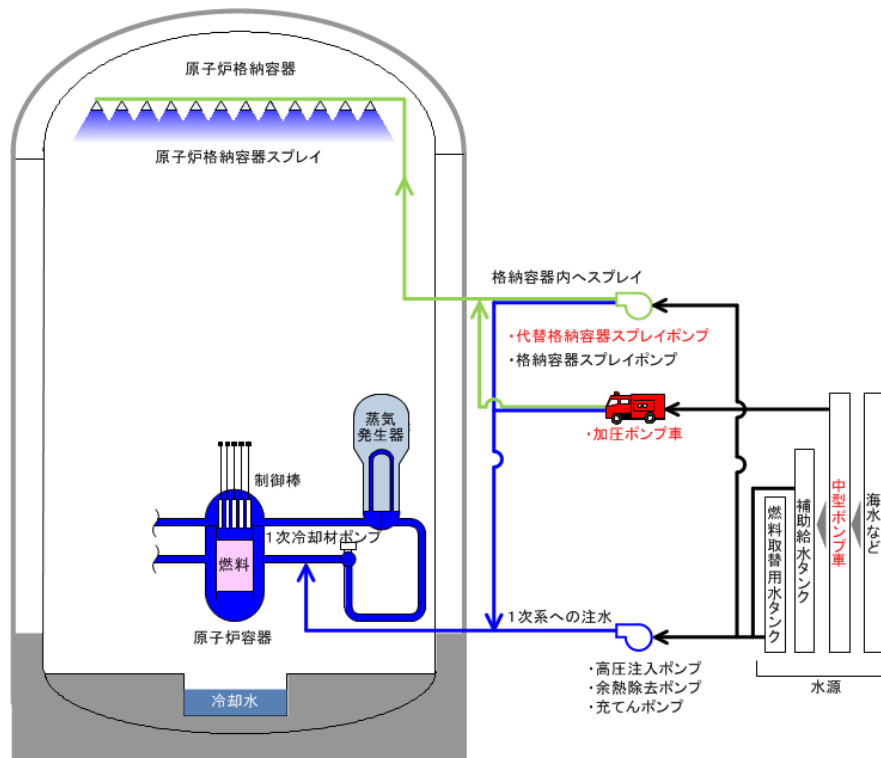 原子炉格納容器
原子炉格納容器スプレイ
格納容器内へスプレイ
・代替格納容器スプレイポンプ
・格納容器スプレイポンプ
・加圧ポンプ車
蒸気
発生器
制御棒
1次冷却材ポンプ
燃料
原子炉容器
冷却水
1次系への注水
・高圧注入ポンプ
・余熱除去ポンプ
・充てんポンプ
燃料取替用水タンク
補助給水タンク
中型ポンプ車
海水など
水源